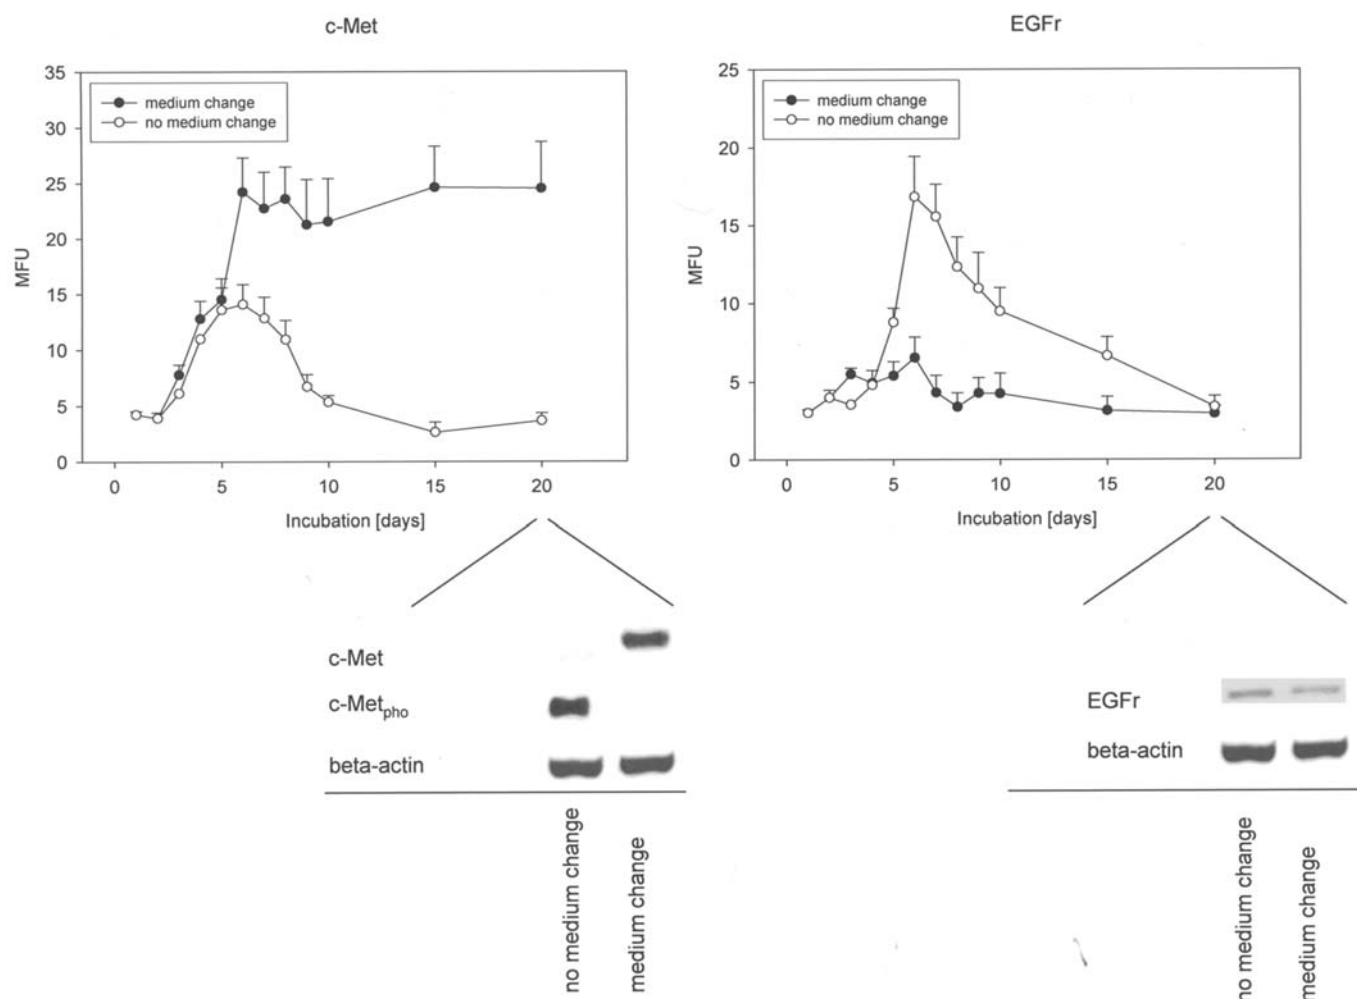 c-Met
medium change
no medium change
35
30
25
20
15
10
5
0
MFU
0 5 10 15 20
Incubation [days]
c-Met
c-Metpho
beta-actin
no medium change
medium change
EGFr
medium change
no medium change
25
20
15
10
5
0
MFU
0 5 10 15 20
Incubation [days]
EGFr
beta-actin
no medium change
medium change